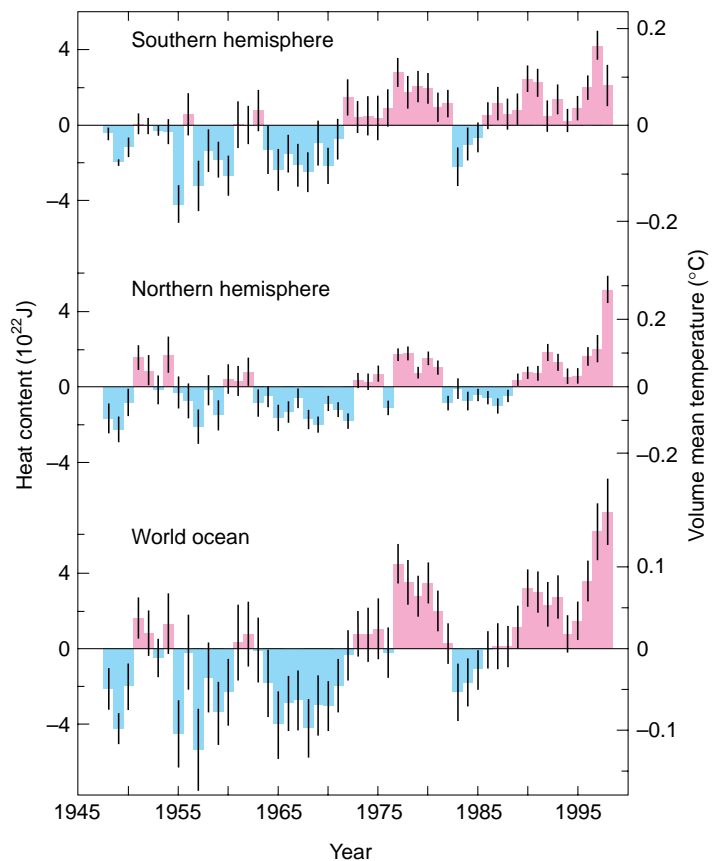 Southern hemisphere
4
0
−4
0.2
0
−0.2
Northern hemisphere
4
0
−4
0.2
0
−0.2
World ocean
4
0
−4
0.1
0
−0.1
Heat content (10²²J)
Volume mean temperature (°C)
1945 1955 1965 1975 1985 1995
Year